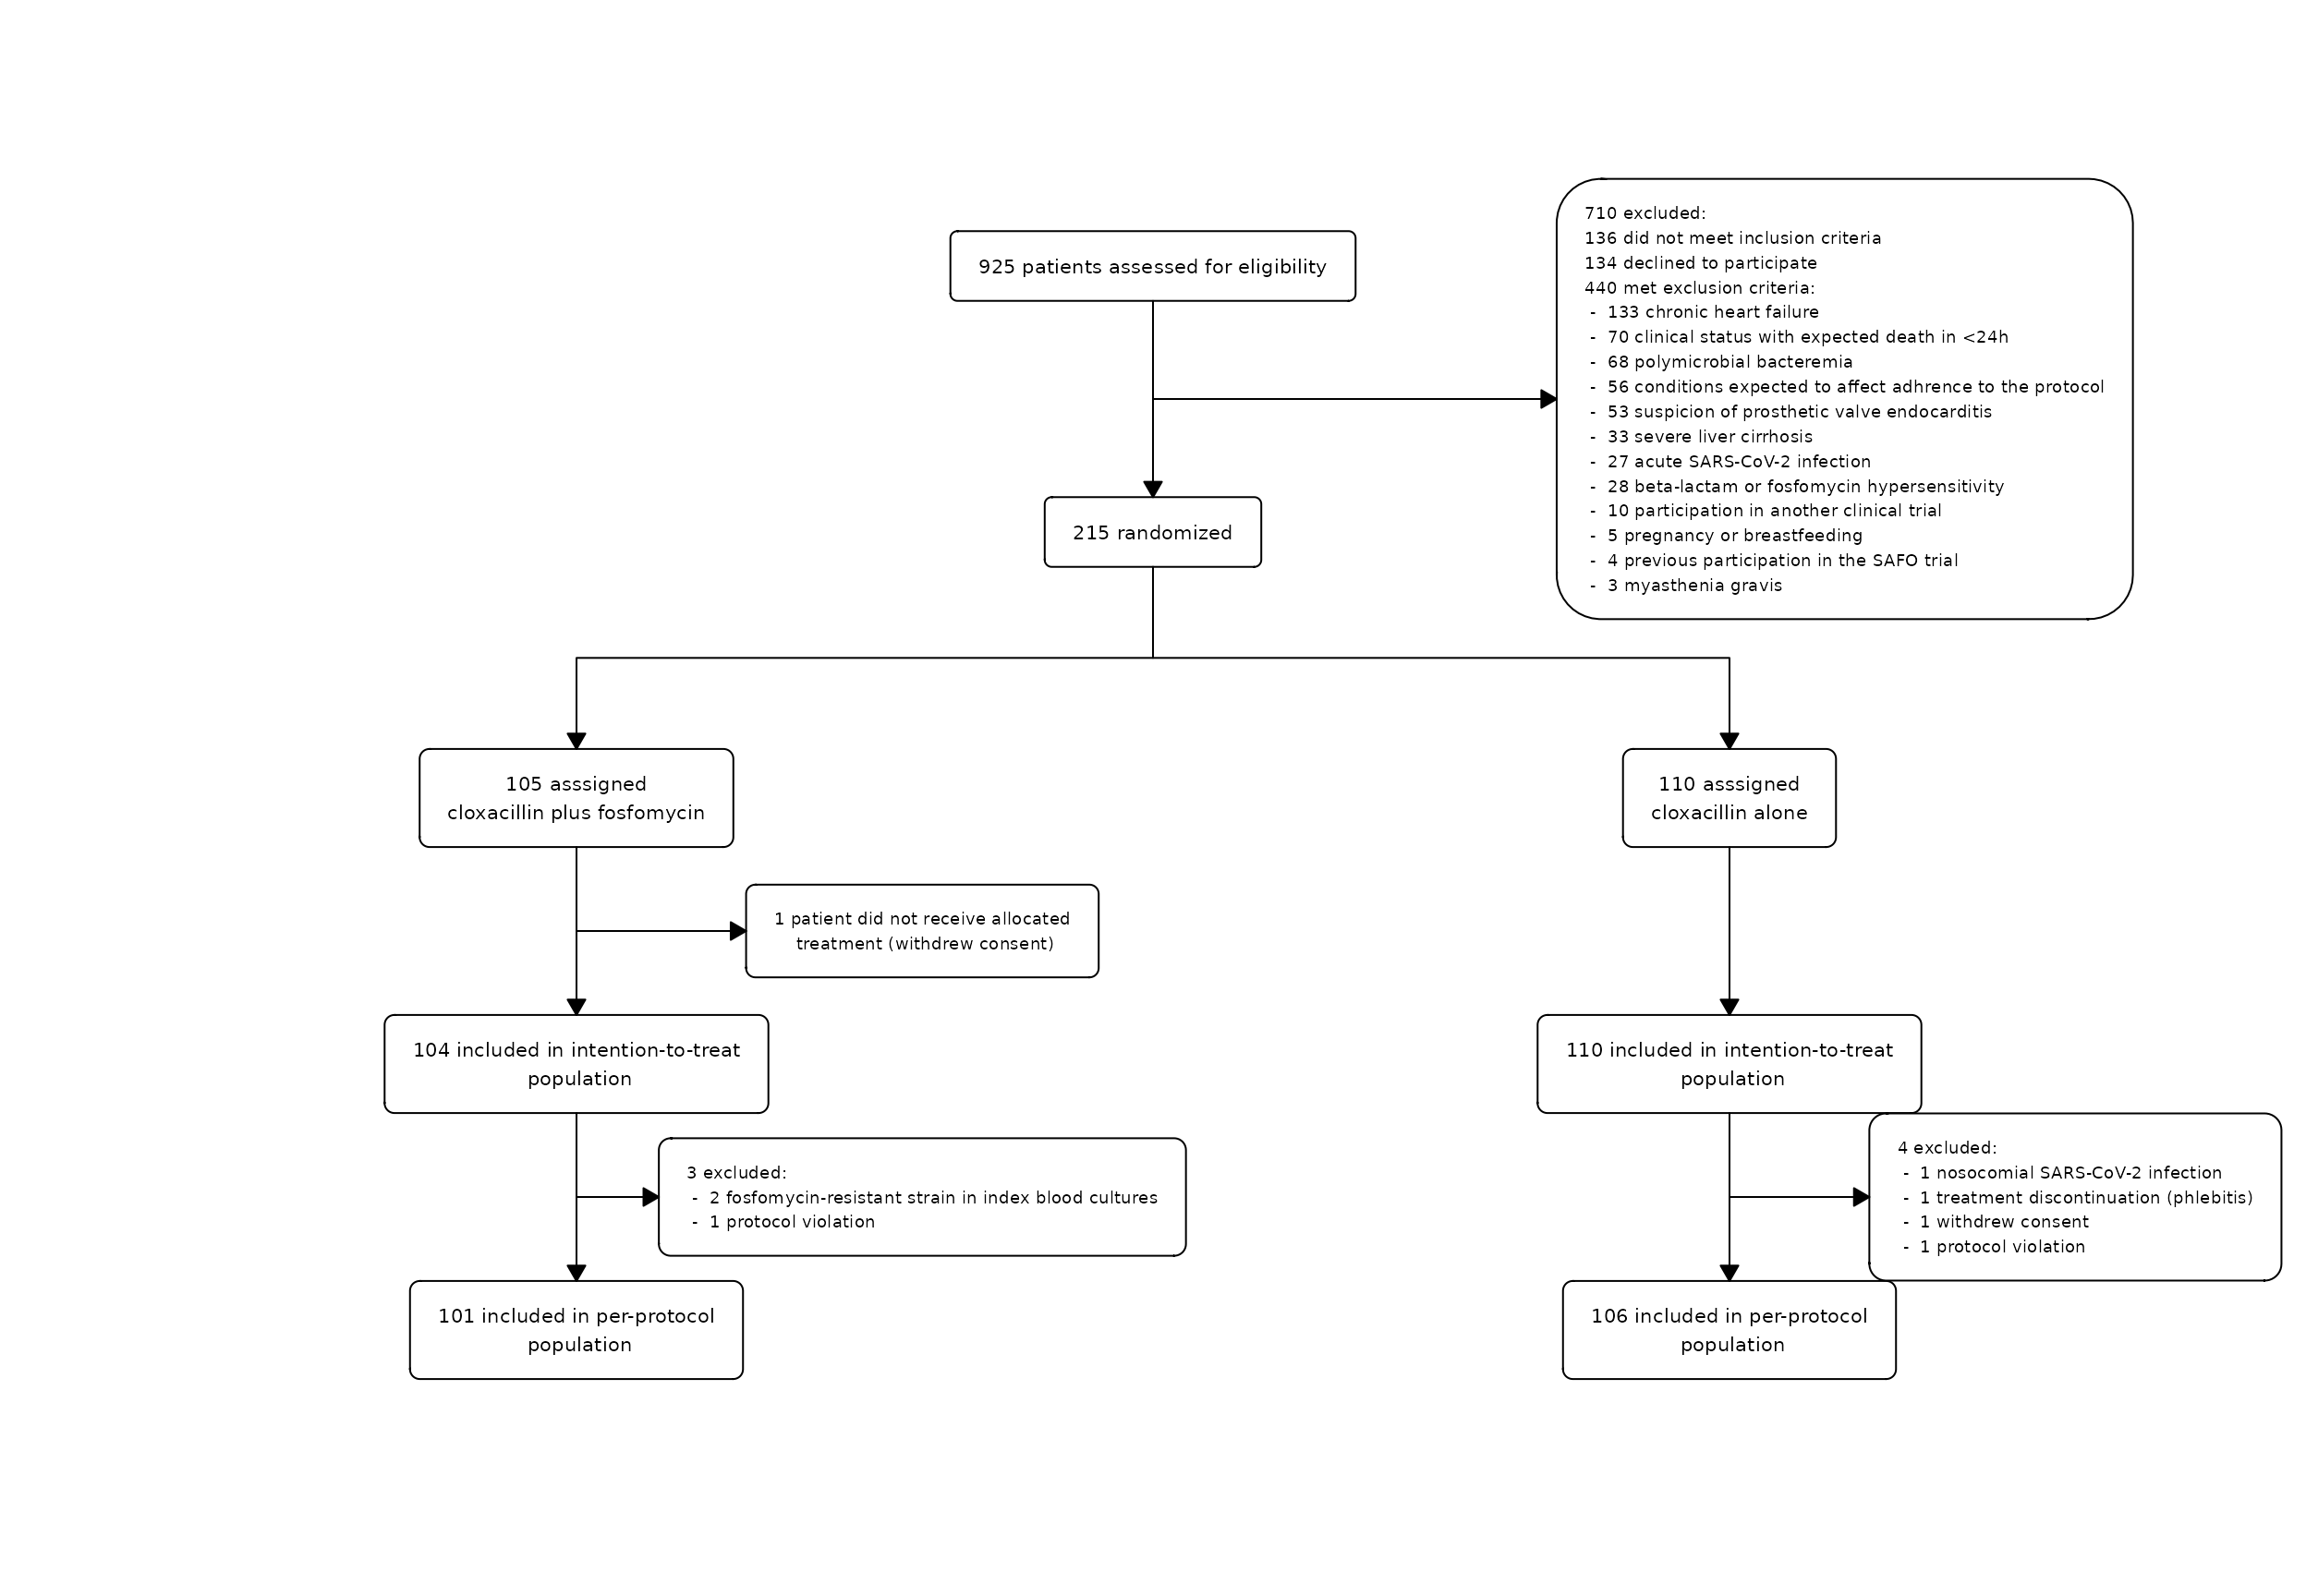 925 patients assessed for eligibility
710 excluded:
136 did not meet inclusion criteria
134 declined to participate
440 met exclusion criteria:
- 133 chronic heart failure
- 70 clinical status with expected death in <24h
- 68 polymicrobial bacteremia
- 56 conditions expected to affect adhrence to the protocol
- 53 suspicion of prosthetic valve endocarditis
- 33 severe liver cirrhosis
- 27 acute SARS-CoV-2 infection
- 28 beta-lactam or fosfomycin hypersensitivity
- 10 participation in another clinical trial
- 5 pregnancy or breastfeeding
- 4 previous participation in the SAFO trial
- 3 myasthenia gravis
215 randomized
105 asssigned
cloxacillin plus fosfomycin
110 asssigned
cloxacillin alone
1 patient did not receive allocated
treatment (withdrew consent)
104 included in intention-to-treat
population
110 included in intention-to-treat
population
3 excluded:
- 2 fosfomycin-resistant strain in index blood cultures
- 1 protocol violation
4 excluded:
- 1 nosocomial SARS-CoV-2 infection
- 1 treatment discontinuation (phlebitis)
- 1 withdrew consent
- 1 protocol violation
101 included in per-protocol
population
106 included in per-protocol
population